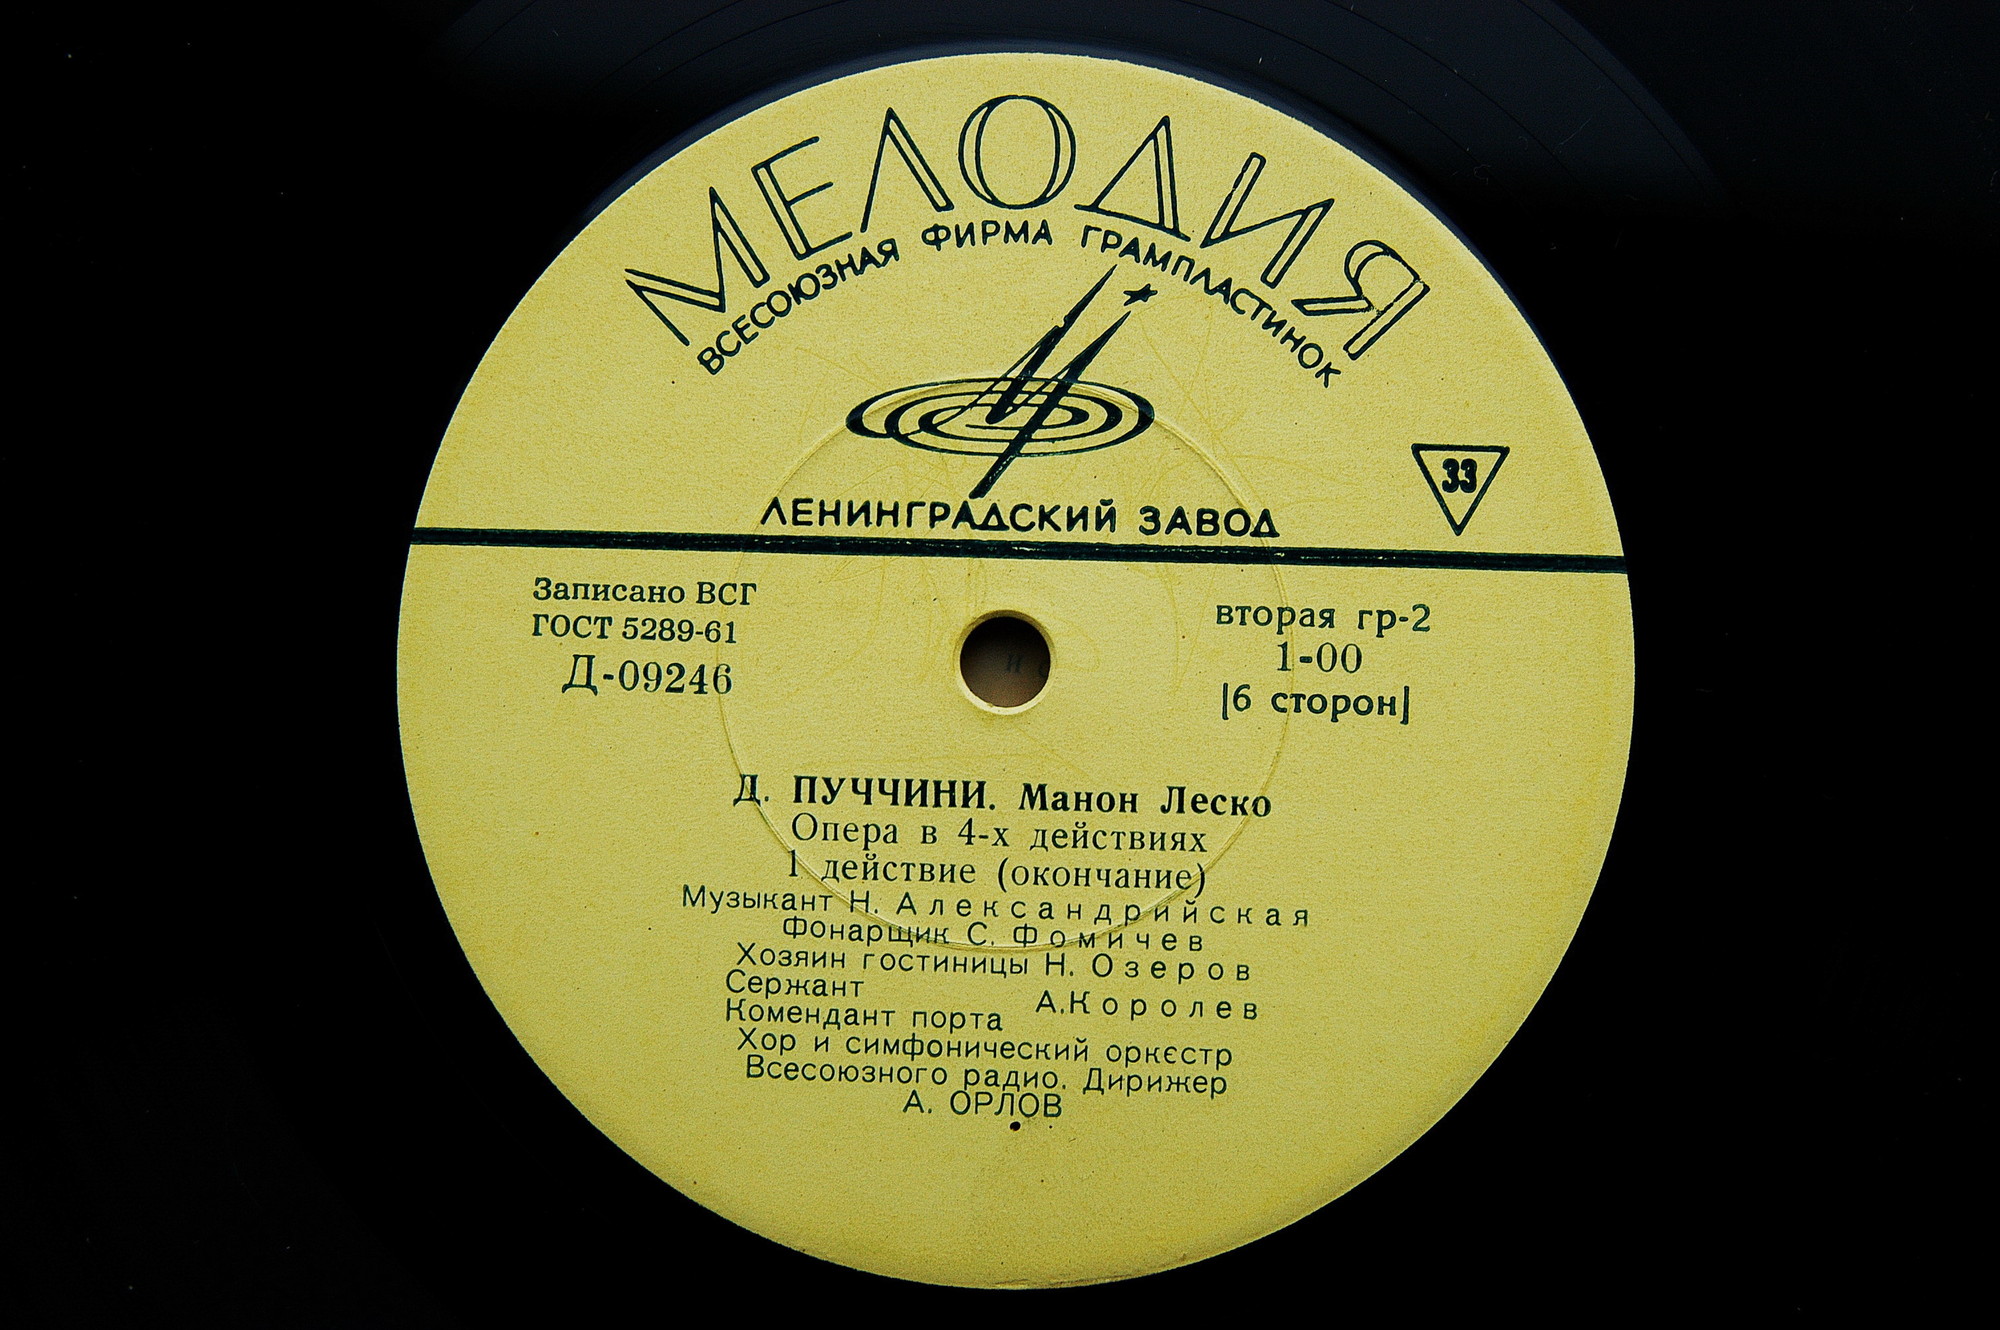 МЕЛОДИЯ
ВСЕСОЮЗНАЯ ФИРМА ГРАМПЛАСТИНОК
33
ЛЕНИНГРАДСКИЙ ЗАВОД
Записано ВСГ
ГОСТ 5289-61
Д-09246
вторая гр-2
1-00
[6 сторон]
Д. ПУЧЧИНИ. Манон Леско
Опера в 4-х действиях
1 действие (окончание)
Музыкант Н. Александрийская
Фонарщик С. Фомичев
Хозяин гостиницы Н. Озеров
Сержант
А.Королев
Комендант порта
Хор и симфонический оркестр
Всесоюзного радио. Дирижер
А. ОРЛОВ